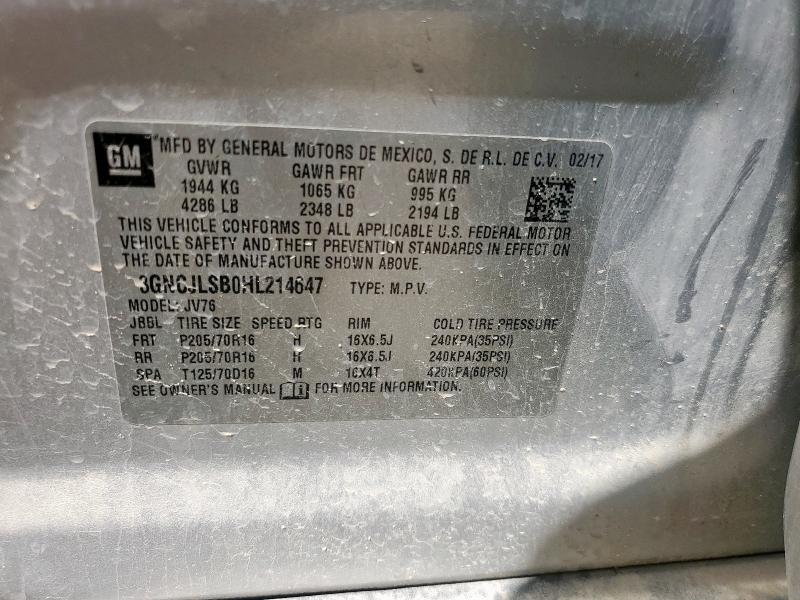 GM
MFD BY GENERAL MOTORS DE MEXICO, S. DE R.L. DE C.V. 02/17
GVWR GAWR FRT GAWR RR
1944 KG 1065 KG 995 KG
4286 LB 2348 LB 2194 LB
THIS VEHICLE CONFORMS TO ALL APPLICABLE U.S. FEDERAL MOTOR
VEHICLE SAFETY AND THEFT PREVENTION STANDARDS IN EFFECT ON
THE DATE OF MANUFACTURE SHOWN ABOVE.
3GNCJLSB0HL214647 TYPE: M.P.V.
MODEL: JV76
JBBL TIRE SIZE SPEED RTG RIM COLD TIRE PRESSURE
FRT P205/70R16 H 16X6.5J 240KPA(35PSI)
RR P205/70R16 H 16X6.5J 240KPA(35PSI)
SPA T125/70D16 M 16X4T 420KPA(60PSI)
SEE OWNER'S MANUAL FOR MORE INFORMATION